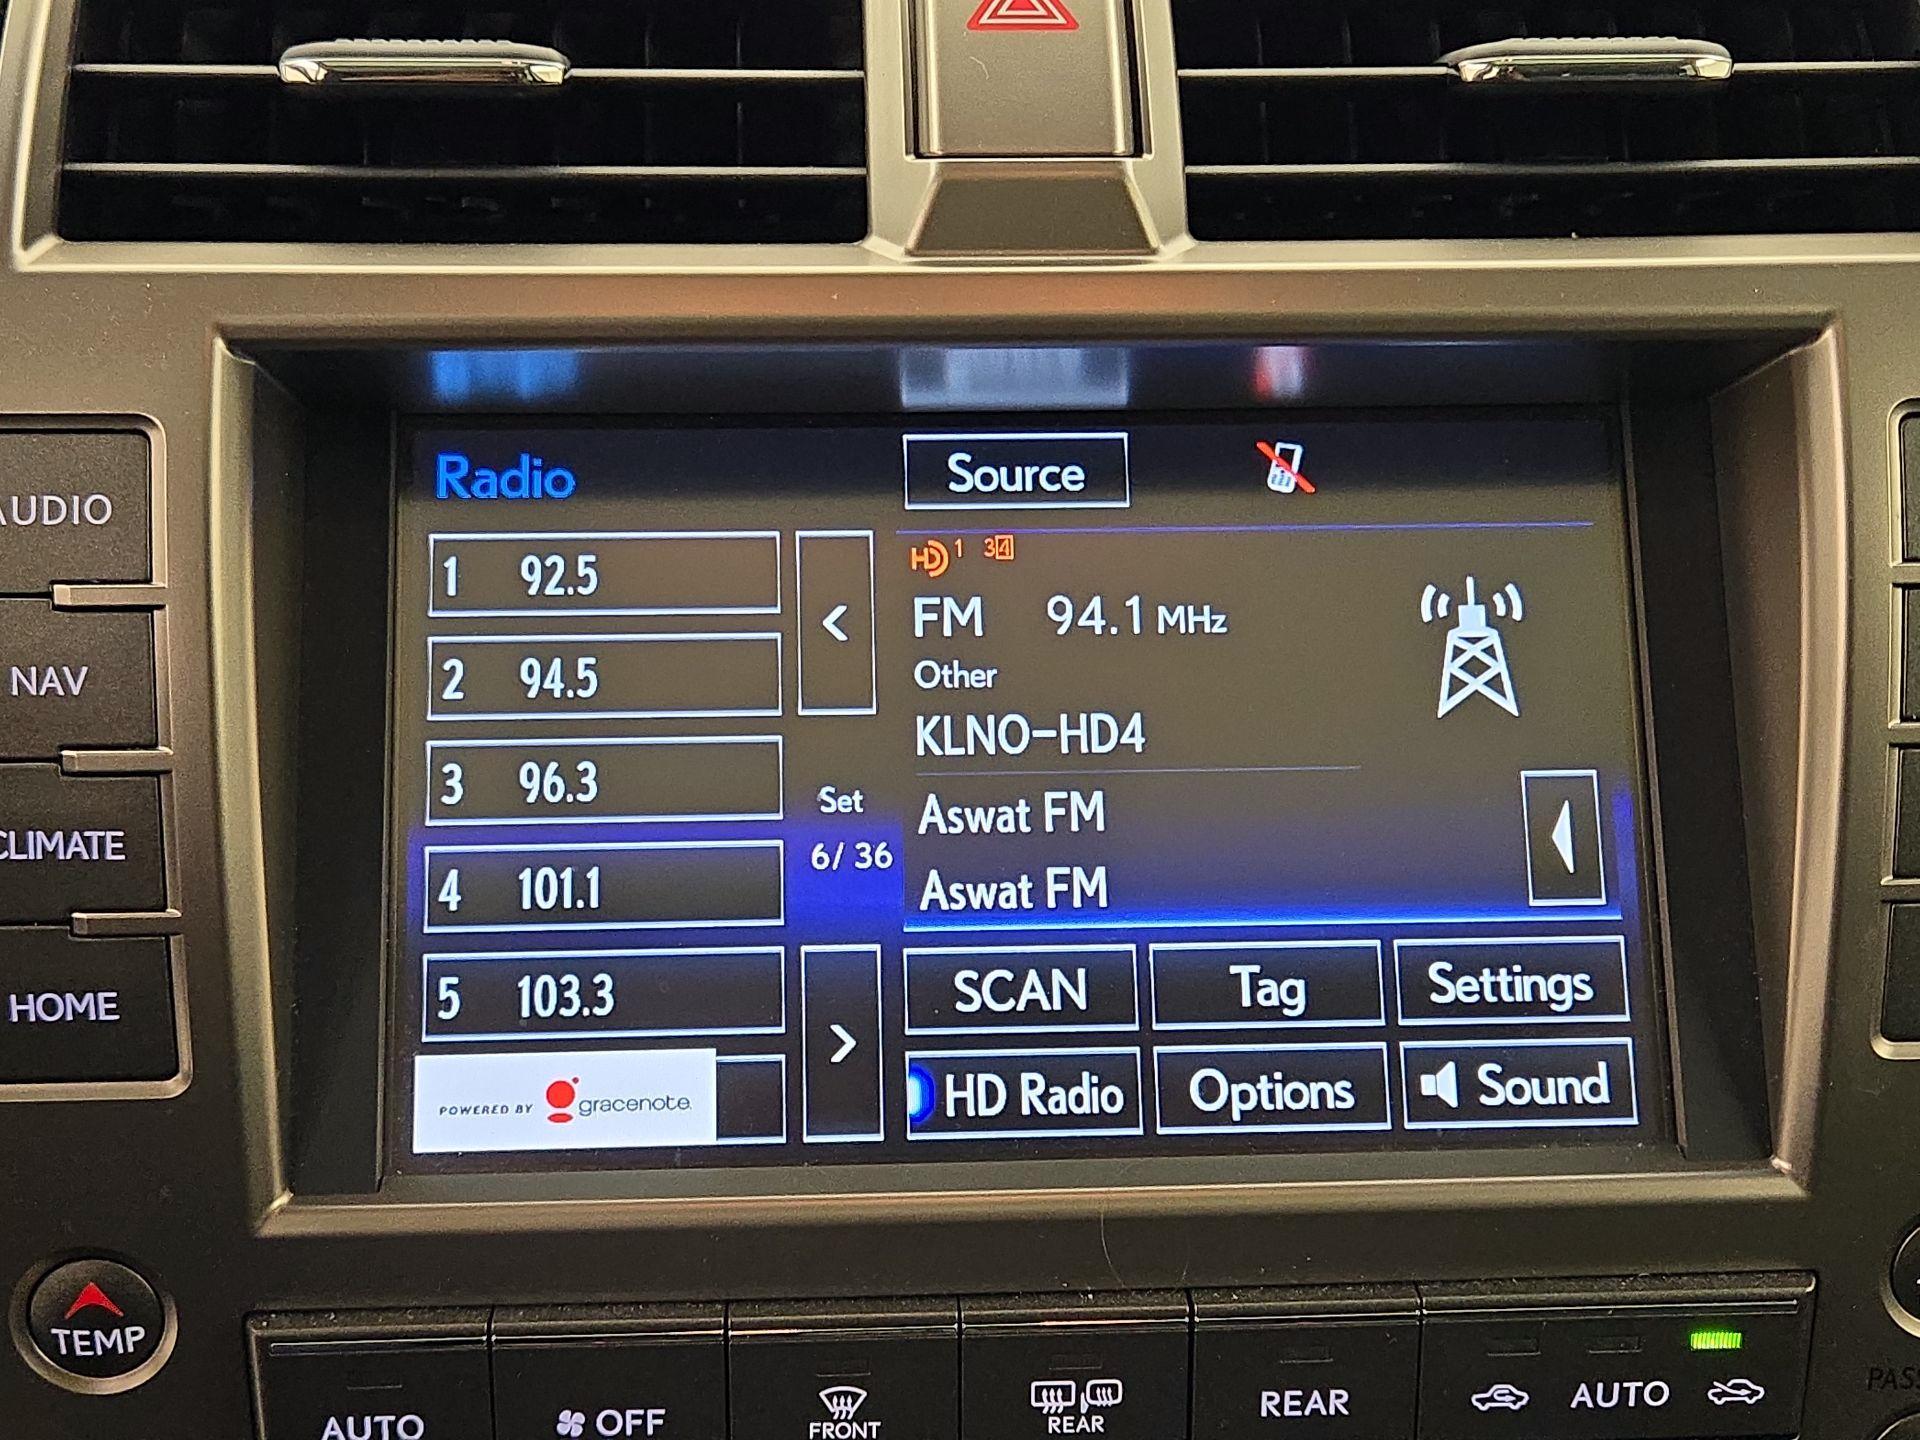 Radio
Source
1 92.5
2 94.5
3 96.3
4 101.1
5 103.3
<
Set
6/ 36
>
HD 1 3 4
FM 94.1 MHz
Other
KLNO-HD4
Aswat FM
Aswat FM
SCAN
Tag
Settings
HD Radio
Options
Sound
POWERED BY gracenote.
AUDIO
NAV
CLIMATE
HOME
TEMP
AUTO
OFF
FRONT
REAR
REAR
AUTO